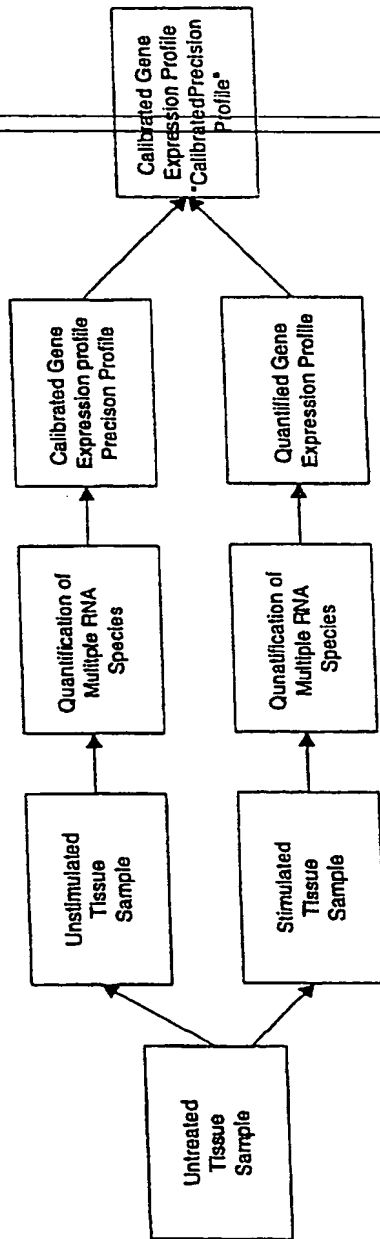 Untreated
Tissue
Sample
Unstimulated
Tissue
Sample
Quantification of
Mulitple RNA
Species
Calibrated Gene
Expression profile
Precison Profile
Stimulated
Tissue
Sample
Qunatification of
Multiple RNA
Species
Quantified Gene
Expression Profile
Calibrated Gene
Expression Profile
"CalibratedPrecision
Profile"